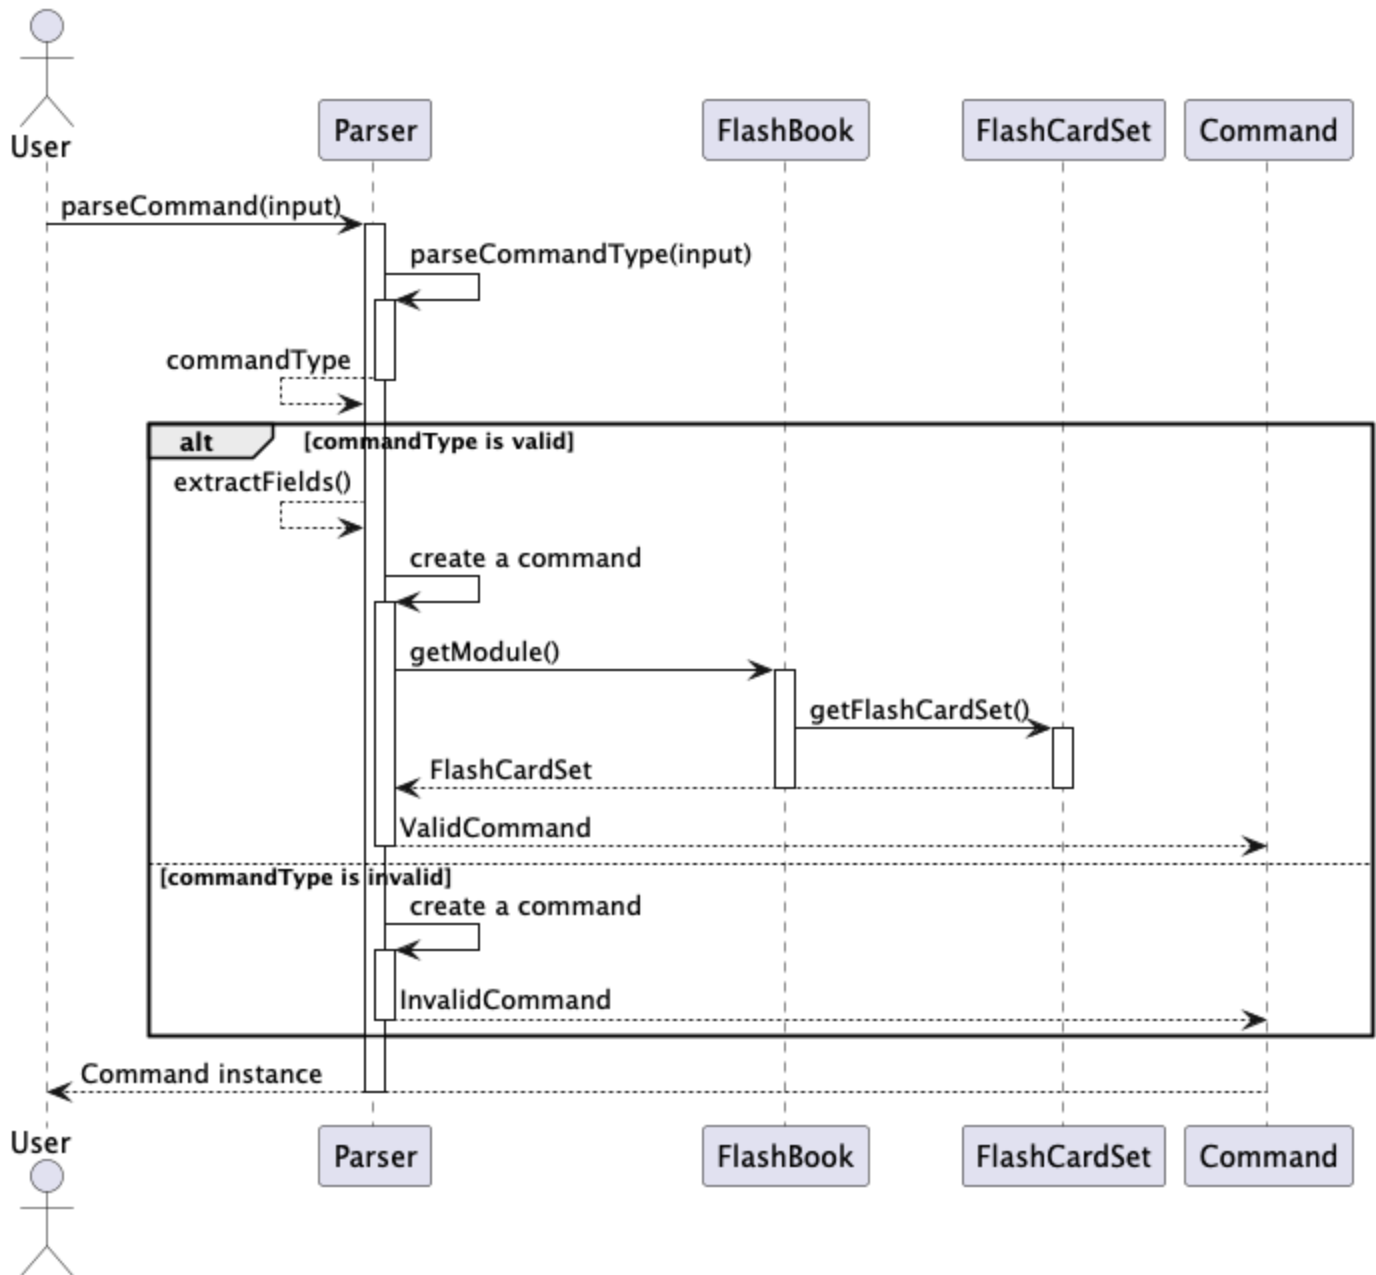 User
Parser
FlashBook
FlashCardSet
Command
parseCommand(input)
parseCommandType(input)
commandType
alt
[commandType is valid]
extractFields()
create a command
getModule()
getFlashCardSet()
FlashCardSet
ValidCommand
[commandType is invalid]
create a command
InvalidCommand
Command instance
User
Parser
FlashBook
FlashCardSet
Command